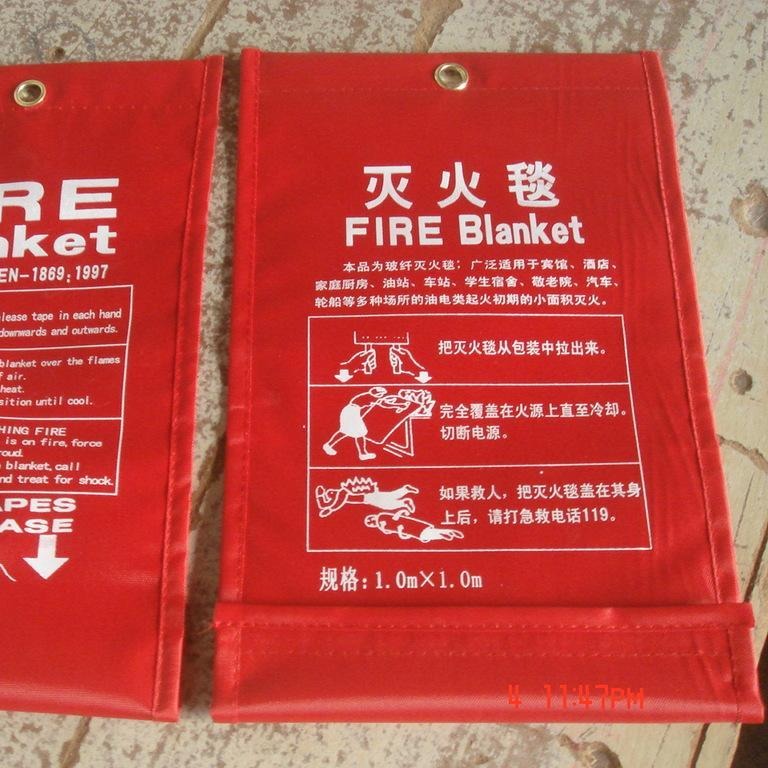 RE
nket
EN-1869:1997
lease tape in each hand
downwards and outwards.
blanket over the flames
f air.
heat.
sition until cool.
HING FIRE
is on fire, force
roud.
blanket, call
nd treat for shock.
APES
ASE
灭火毯
FIRE Blanket
本品为玻纤灭火毯；广泛适用于宾馆、酒店、
家庭厨房、油站、车站、学生宿舍、敬老院、汽车、
轮船等多种场所的油电类起火初期的小面积灭火。
把灭火毯从包装中拉出来。
完全覆盖在火源上直至冷却。
切断电源。
如果救人，把灭火毯盖在其身
上后，请打急救电话119。
规格：1.0m×1.0m
4 11:47PM